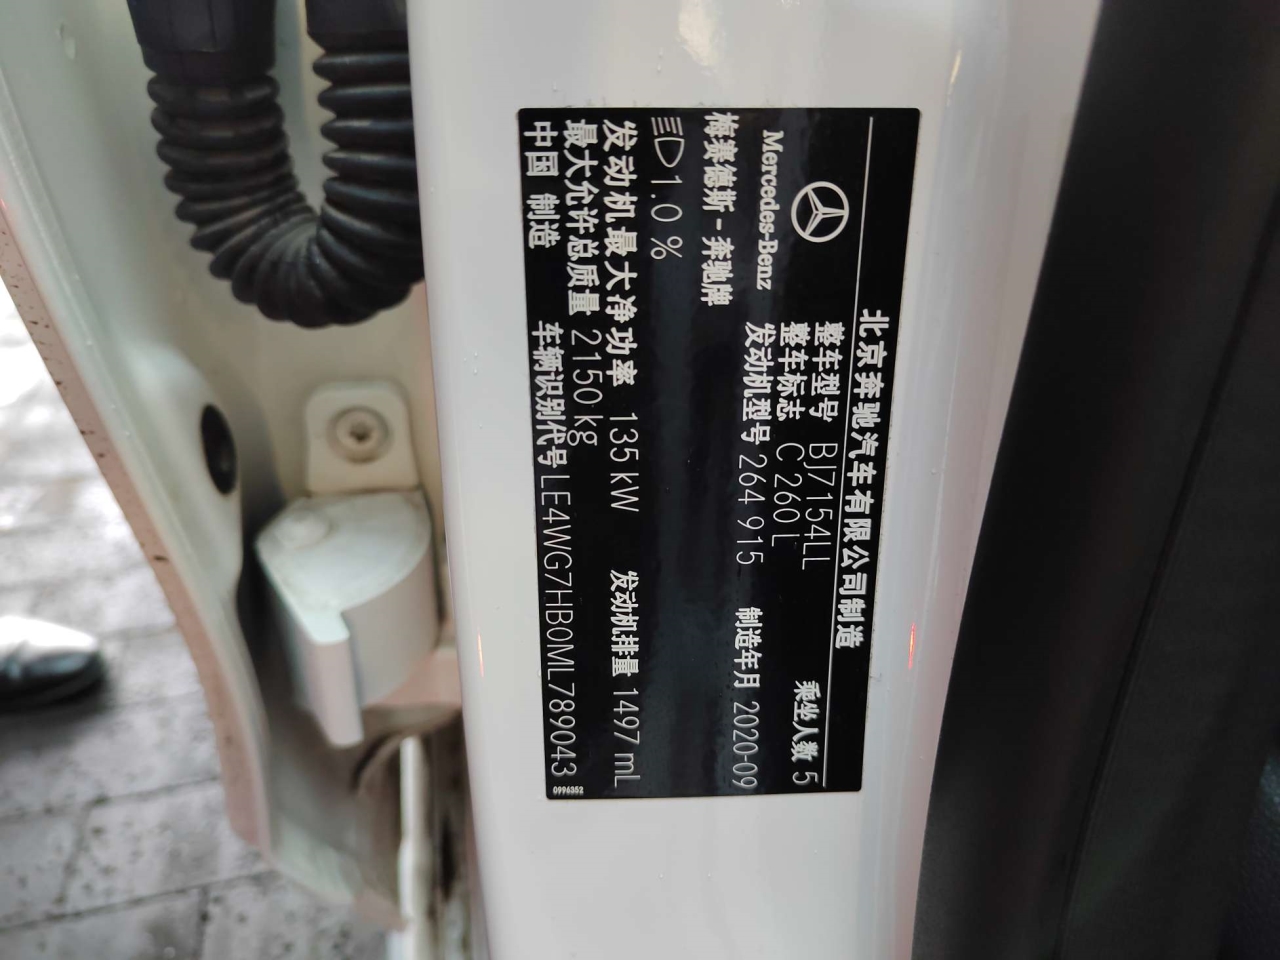 北京奔驰汽车有限公司制造
Mercedes-Benz
梅赛德斯-奔驰牌
整车型号 BJ7154LL 乘坐人数 5
整车标志 C 260 L
发动机型号 264 915 制造年月 2020-09
1.0 %
发动机最大净功率 135 kW 发动机排量 1497 mL
最大允许总质量 2150 kg
中国 制造 车辆识别代号 LE4WG7HB0ML789043
0996352